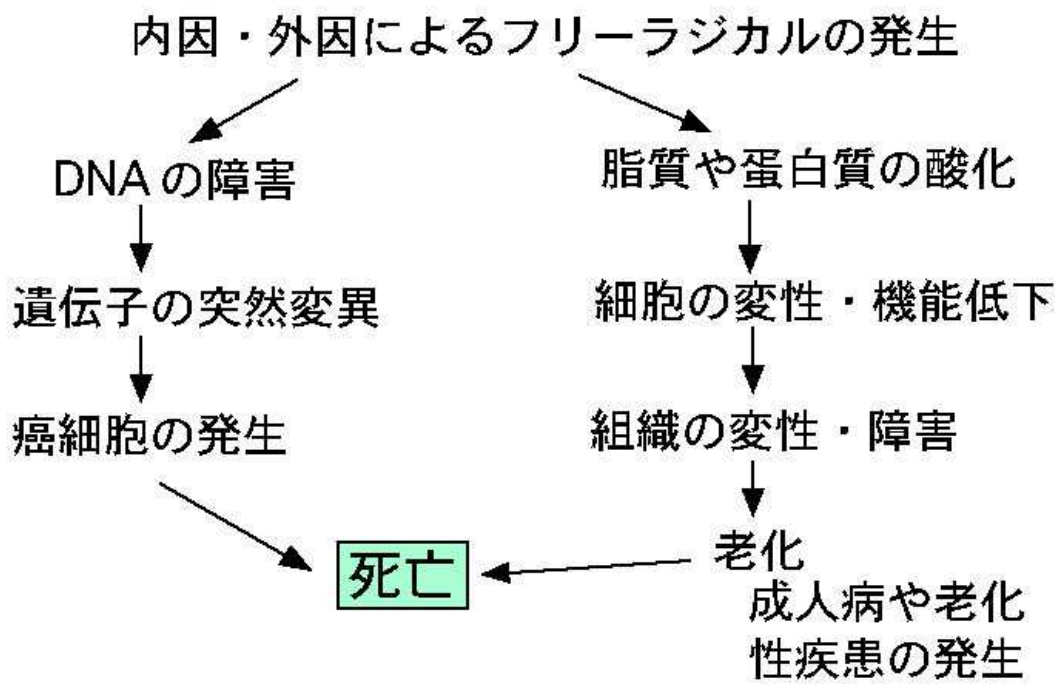 内因・外因によるフリーラジカルの発生
DNAの障害
遺伝子の突然変異
癌細胞の発生
脂質や蛋白質の酸化
細胞の変性・機能低下
組織の変性・障害
老化
成人病や老化
性疾患の発生
死亡